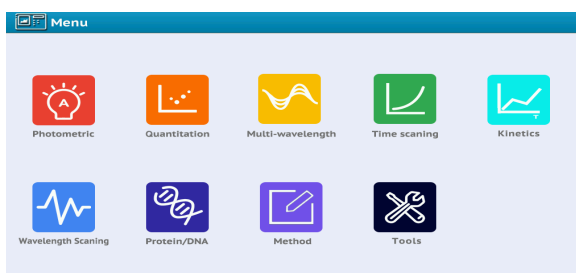 Menu
A
Photometric
Quantitation
Multi-wavelength
Time scaning
T
Kinetics
Wavelength Scaning
Protein/DNA
Method
Tools